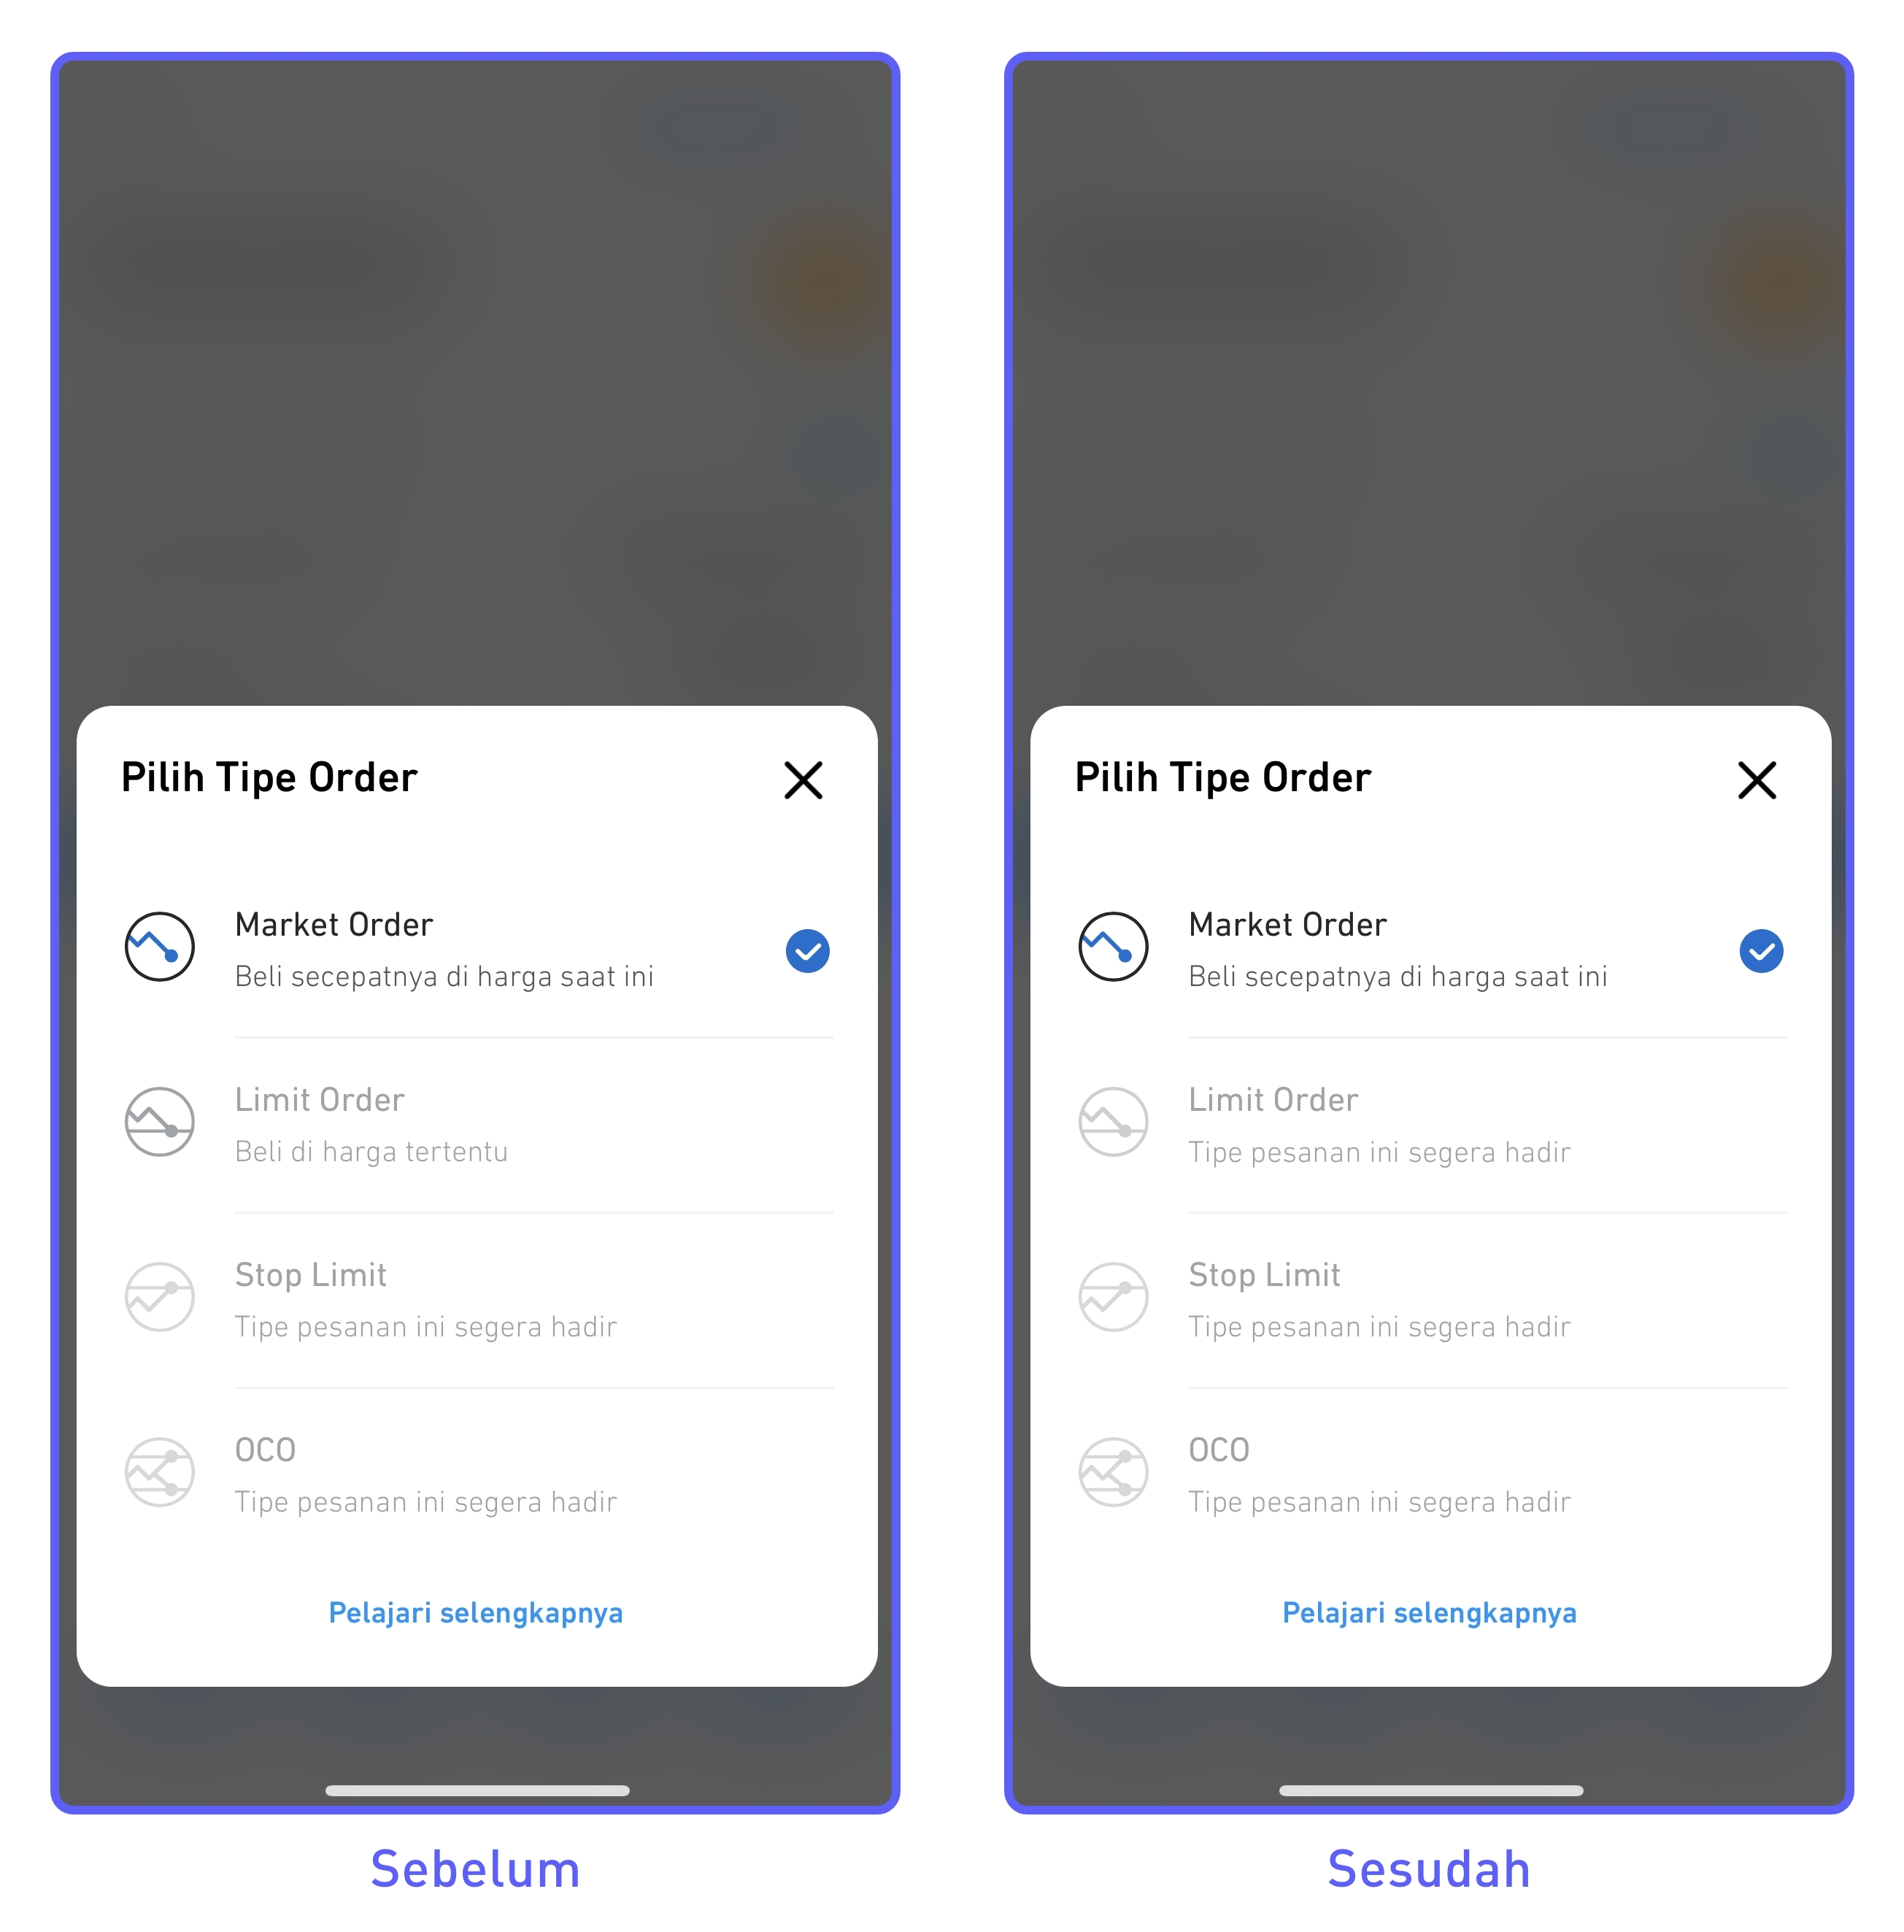 Pilih Tipe Order
Market Order
Beli secepatnya di harga saat ini
Limit Order
Beli di harga tertentu
Stop Limit
Tipe pesanan ini segera hadir
OCO
Tipe pesanan ini segera hadir
Pelajari selengkapnya
Sebelum
Pilih Tipe Order
Market Order
Beli secepatnya di harga saat ini
Limit Order
Tipe pesanan ini segera hadir
Stop Limit
Tipe pesanan ini segera hadir
OCO
Tipe pesanan ini segera hadir
Pelajari selengkapnya
Sesudah